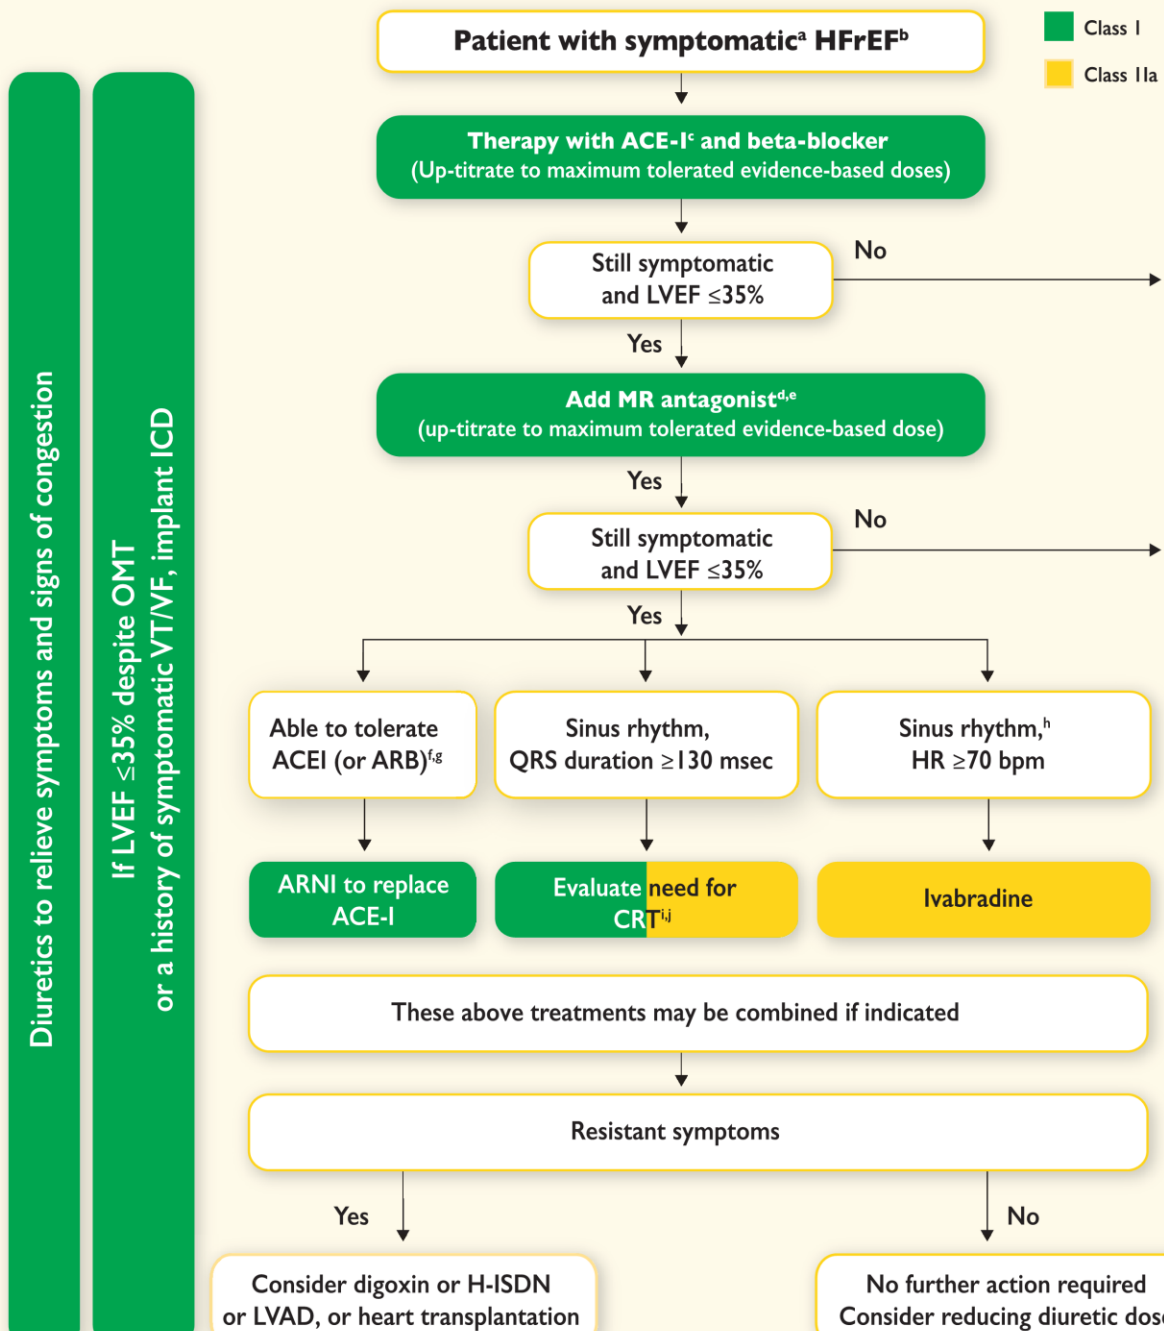 Patient with symptomaticᵃ HFrEFᵇ
Class I
Class IIa
Therapy with ACE-Iᶜ and beta-blocker
(Up-titrate to maximum tolerated evidence-based doses)
Still symptomatic
and LVEF ≤35%
No
Yes
Add MR antagonistᵈ,ᵉ
(up-titrate to maximum tolerated evidence-based dose)
Yes
Still symptomatic
and LVEF ≤35%
No
Yes
Able to tolerate
ACEI (or ARB)ᶠ,ᵍ
Sinus rhythm,
QRS duration ≥130 msec
Sinus rhythm,ʰ
HR ≥70 bpm
ARNI to replace
ACE-I
Evaluate need for
CRTⁱ,ʲ
Ivabradine
These above treatments may be combined if indicated
Resistant symptoms
Yes
No
Consider digoxin or H-ISDN
or LVAD, or heart transplantation
No further action required
Consider reducing diuretic dose
Diuretics to relieve symptoms and signs of congestion
If LVEF ≤35% despite OMT
or a history of symptomatic VT/VF, implant ICD